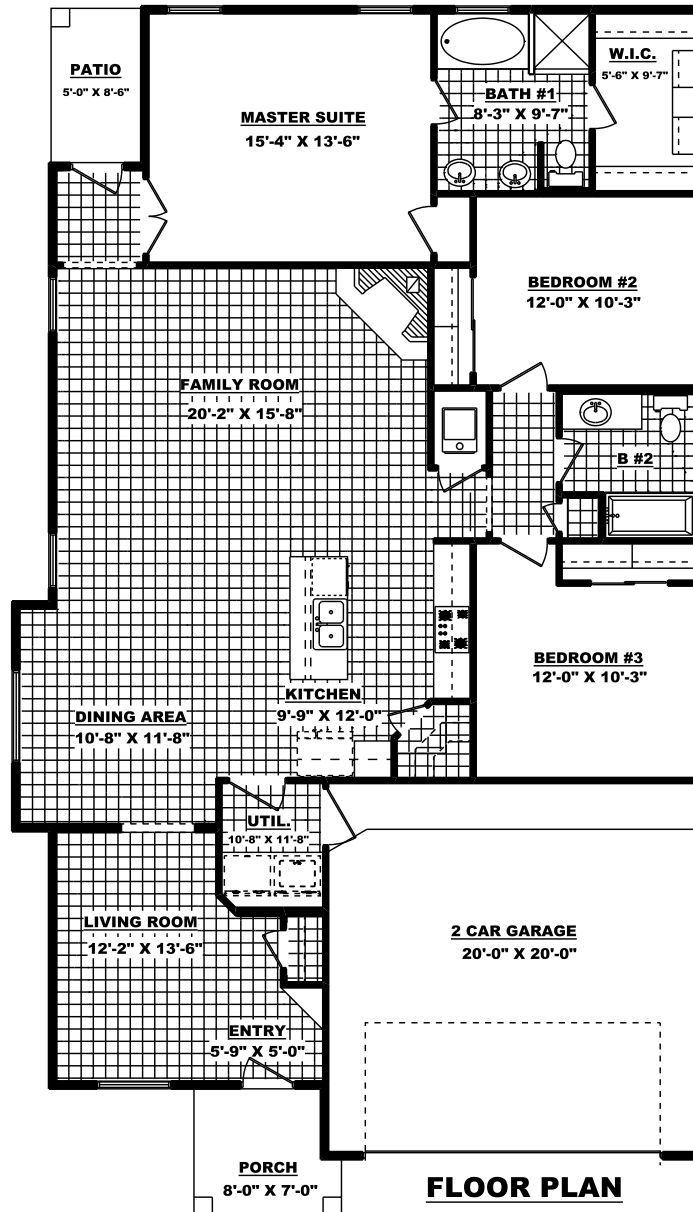 PATIO
5'-0" X 8'-6"
MASTER SUITE
15'-4" X 13'-6"
BATH #1
8'-3" X 9'-7"
W.I.C.
5'-6" X 9'-7"
BEDROOM #2
12'-0" X 10'-3"
FAMILY ROOM
20'-2" X 15'-8"
B #2
BEDROOM #3
12'-0" X 10'-3"
KITCHEN
9'-9" X 12'-0"
DINING AREA
10'-8" X 11'-8"
UTIL.
10'-8" X 11'-8"
LIVING ROOM
12'-2" X 13'-6"
2 CAR GARAGE
20'-0" X 20'-0"
ENTRY
5'-9" X 5'-0"
PORCH
8'-0" X 7'-0"
FLOOR PLAN